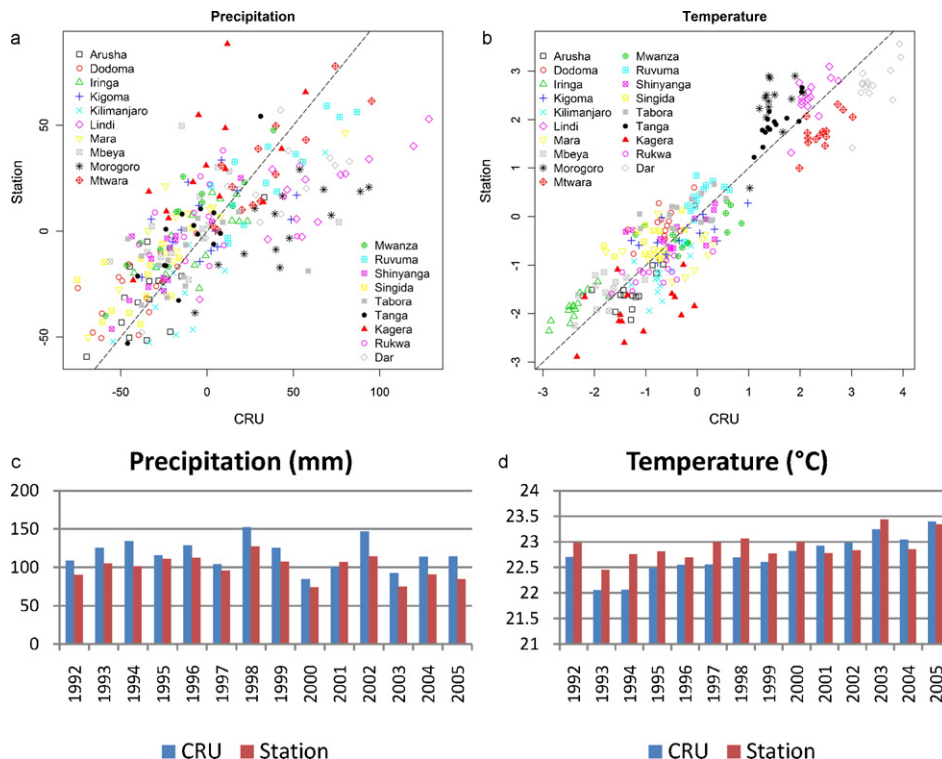 Precipitation
a
Arusha
Dodoma
Iringa
Kigoma
Kilimanjaro
Lindi
Mara
Mbeya
Morogoro
Mtwara
Mwanza
Ruvuma
Shinyanga
Singida
Tabora
Tanga
Kagera
Rukwa
Dar
50
0
-50
Station
-50 0 50 100
CRU
Temperature
b
Arusha
Dodoma
Iringa
Kigoma
Kilimanjaro
Lindi
Mara
Mbeya
Morogoro
Mtwara
Mwanza
Ruvuma
Shinyanga
Singida
Tabora
Tanga
Kagera
Rukwa
Dar
3
2
1
0
-1
-2
-3
Station
-3 -2 -1 0 1 2 3 4
CRU
c
Precipitation (mm)
200
150
100
50
0
1992 1993 1994 1995 1996 1997 1998 1999 2000 2001 2002 2003 2004 2005
CRU Station
d
Temperature (°C)
24
23.5
23
22.5
22
21.5
21
1992 1993 1994 1995 1996 1997 1998 1999 2000 2001 2002 2003 2004 2005
CRU Station